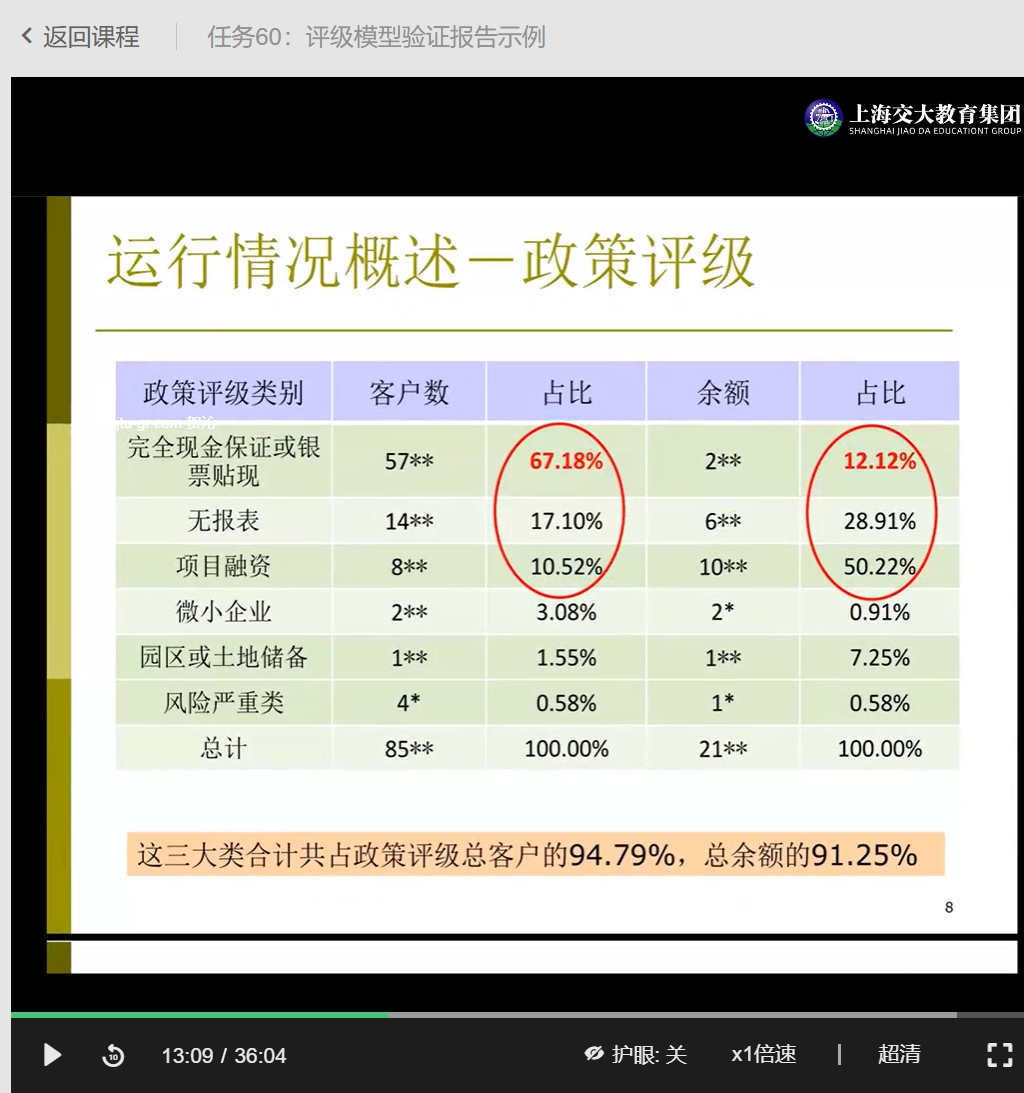 返回课程 任务60：评级模型验证报告示例
上海交大教育集团
SHANGHAI JIAO DA EDUCATIONT GROUP
运行情况概述－政策评级
政策评级类别 客户数 占比 余额 占比
完全现金保证或银
票贴现 57** 67.18% 2** 12.12%
无报表 14** 17.10% 6** 28.91%
项目融资 8** 10.52% 10** 50.22%
微小企业 2** 3.08% 2* 0.91%
园区或土地储备 1** 1.55% 1** 7.25%
风险严重类 4* 0.58% 1* 0.58%
总计 85** 100.00% 21** 100.00%
这三大类合计共占政策评级总客户的94.79%，总余额的91.25%
8
10
13:09 / 36:04 护眼: 关 x1倍速 | 超清